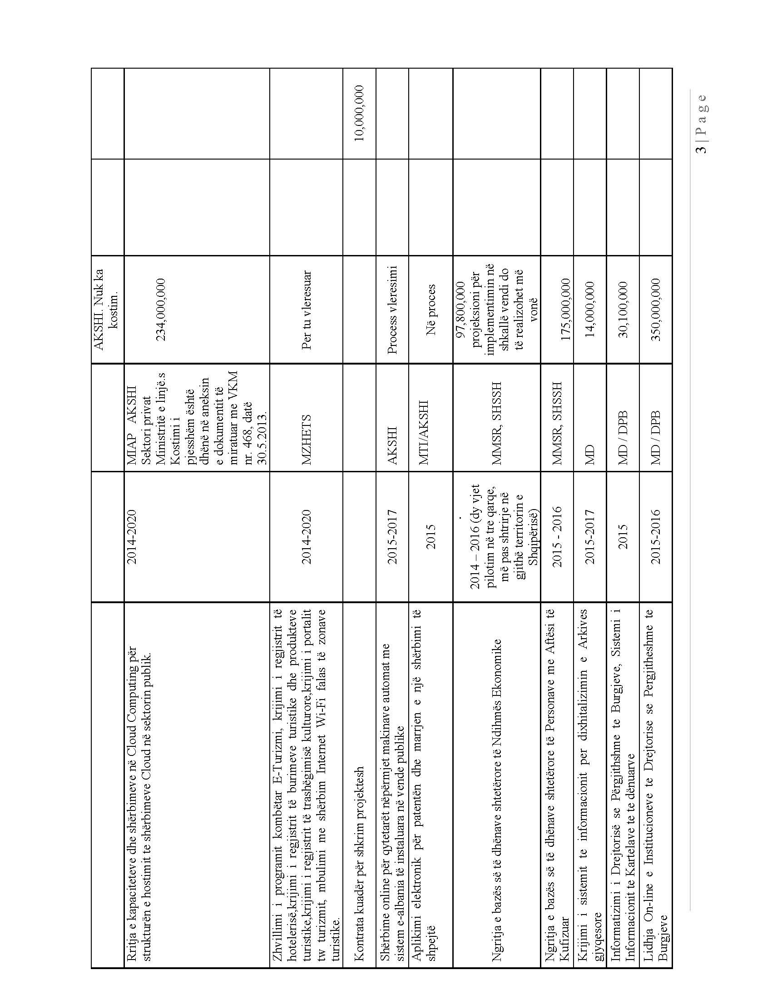 AKSHI. Nuk ka
kostim.
Rritja e kapaciteteve dhe shërbimeve në Cloud Computing për
strukturën e hostimit te shërbimeve Cloud në sektorin publik.
2014-2020
MIAP AKSHI
Sektori privat
Ministritë e linjë.s
Kostimi i
pjesshëm është
dhënë në aneksin
e dokumentit të
miratuar me VKM
nr. 468, datë
30.5.2013.
234,000,000
Zhvillimi i programit kombëtar E-Turizmi, krijimi i regjistrit të
hotelerisë,krijimi i regjistrit të burimeve turistike dhe produkteve
turistike,krijimi i regjistrit të trashëgimisë kulturore,krijimi i portalit
tw turizmit, mbulimi me shërbim Internet Wi-Fi falas të zonave
turistike.
2014-2020
MZHETS
Per tu vleresuar
Kontrata kuadër për shkrim projektesh
10,000,000
Shërbime online për qytetarët nëpërmjet makinave automat me
sistem e-albania të instaluara në vende publike
2015-2017
AKSHI
Process vleresimi
Aplikimi elektronik për patentën dhe marrjen e një shërbimi të
shpejtë
2015
MTI/AKSHI
Në proces
Ngritja e bazës së të dhënave shtetërore të Ndihmës Ekonomike
.
2014 – 2016 (dy vjet
pilotim në tre qarqe,
më pas shtrirje në
gjithë territorin e
Shqipërisë)
MMSR, SHSSH
97,800,000
projeksioni për
implementimin në
shkallë vendi do
të realizohet më
vonë
Ngritja e bazës së të dhënave shtetërore të Personave me Aftësi të
Kufizuar
2015 - 2016
MMSR, SHSSH
175,000,000
Krijimi i sistemit te informacionit per dixhitalizimin e Arkives
gjyqesore
2015-2017
MD
14,000,000
Informatizimi i Drejtorisë se Përgjithshme te Burgjeve, Sistemi i
Informacionit te Kartelave te te dënuarve
2015
MD / DPB
30,100,000
Lidhja On-line e Institucioneve te Drejtorise se Pergjitheshme te
Burgjeve
2015-2016
MD / DPB
350,000,000
3 | P a g e